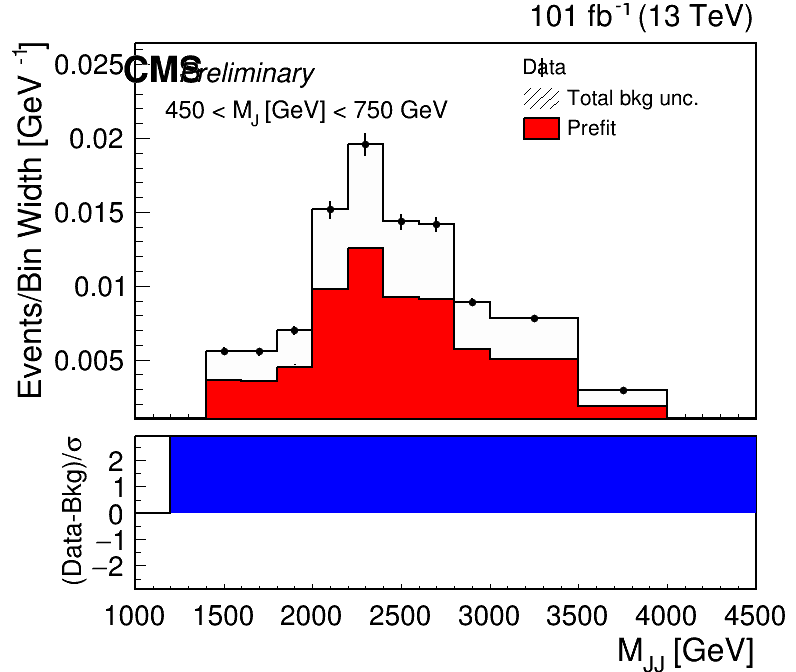 101 fb⁻¹ (13 TeV)
Events/Bin Width [GeV⁻¹]
0.025
0.02
0.015
0.01
0.005
CMS
Preliminary
450 < M_J [GeV] < 750 GeV
Data
Total bkg unc.
Prefit
(Data-Bkg)/σ
2
1
0
−1
−2
1000 1500 2000 2500 3000 3500 4000 4500
M_JJ [GeV]